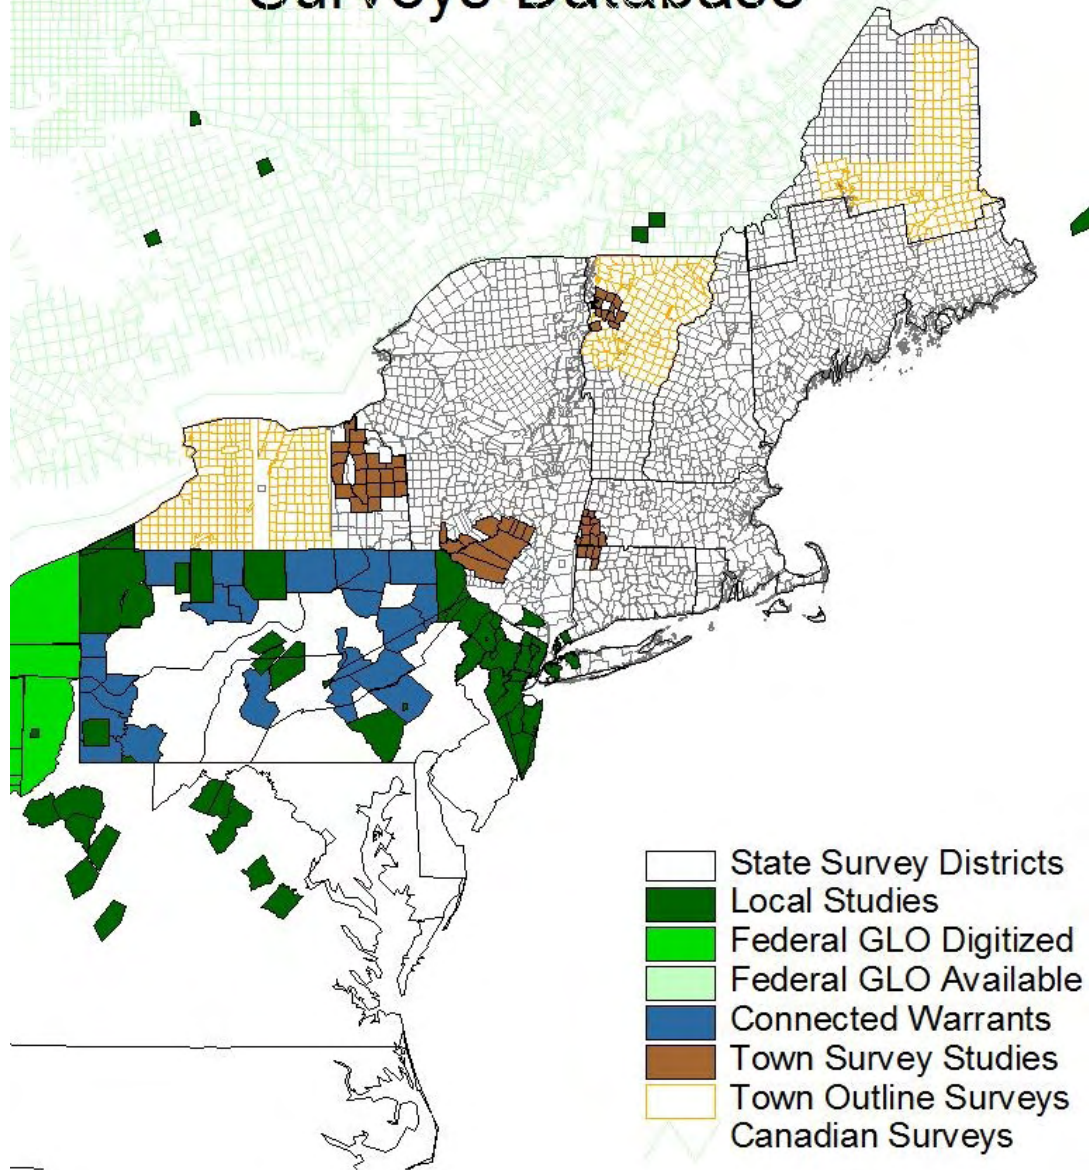 Surveys Database
State Survey Districts
Local Studies
Federal GLO Digitized
Federal GLO Available
Connected Warrants
Town Survey Studies
Town Outline Surveys
Canadian Surveys